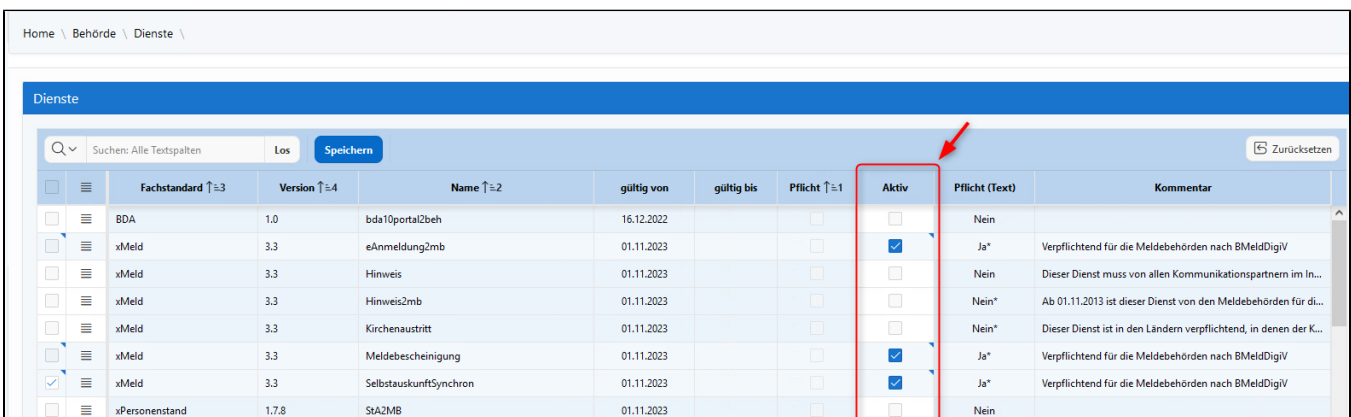 Home \ Behörde \ Dienste \
Dienste
Suchen: Alle Textspalten Los Speichern Zurücksetzen
Fachstandard ↑≟3 Version ↑≟4 Name ↑≟2 gültig von gültig bis Pflicht ↑≟1 Aktiv Pflicht (Text) Kommentar
BDA 1.0 bda10portal2beh 16.12.2022 Nein
xMeld 3.3 eAnmeldung2mb 01.11.2023 Ja* Verpflichtend für die Meldebehörden nach BMeldDigiV
xMeld 3.3 Hinweis 01.11.2023 Nein Dieser Dienst muss von allen Kommunikationspartnern im In...
xMeld 3.3 Hinweis2mb 01.11.2023 Nein* Ab 01.11.2013 ist dieser Dienst von den Meldebehörden für di...
xMeld 3.3 Kirchenaustritt 01.11.2023 Nein* Dieser Dienst ist in den Ländern verpflichtend, in denen der K...
xMeld 3.3 Meldebescheinigung 01.11.2023 Ja* Verpflichtend für die Meldebehörden nach BMeldDigiV
xMeld 3.3 SelbstauskunftSynchron 01.11.2023 Ja* Verpflichtend für die Meldebehörden nach BMeldDigiV
xPersonenstand 1.7.8 StA2MB 01.11.2023 Nein